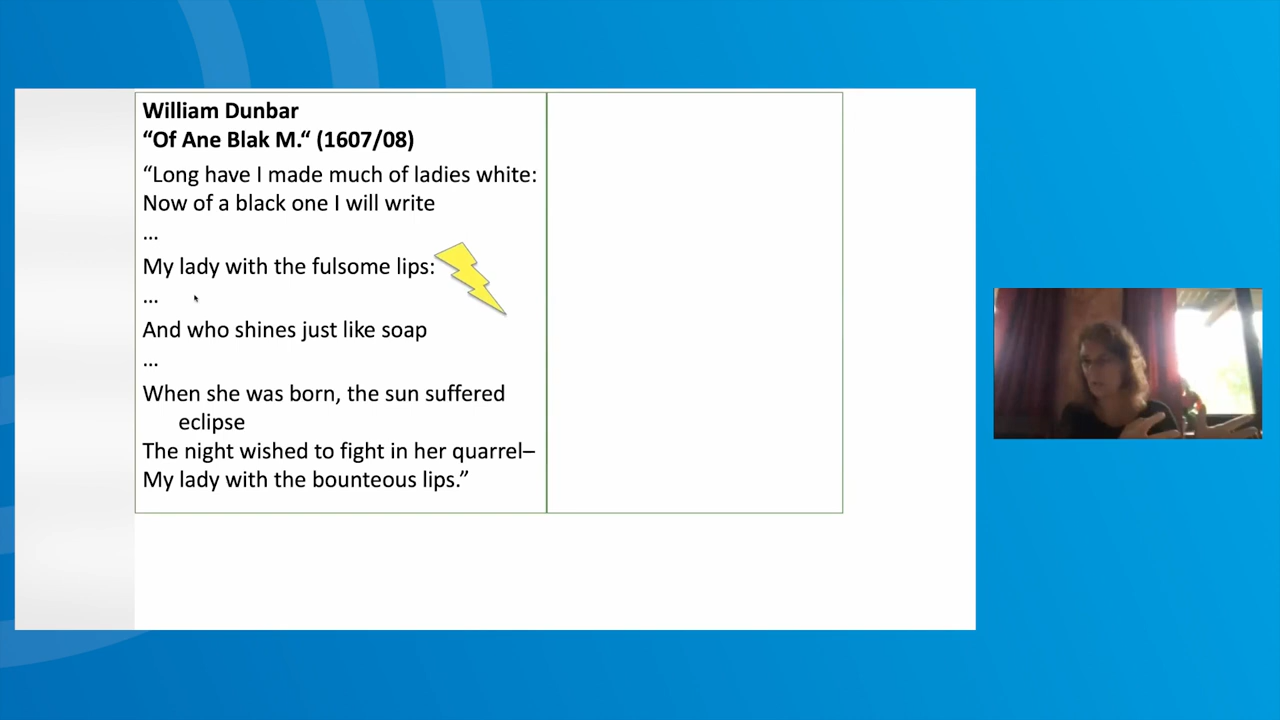 William Dunbar
“Of Ane Blak M.“ (1607/08)
“Long have I made much of ladies white:
Now of a black one I will write
...
My lady with the fulsome lips:
...
And who shines just like soap
...
When she was born, the sun suffered
eclipse
The night wished to fight in her quarrel–
My lady with the bounteous lips.”